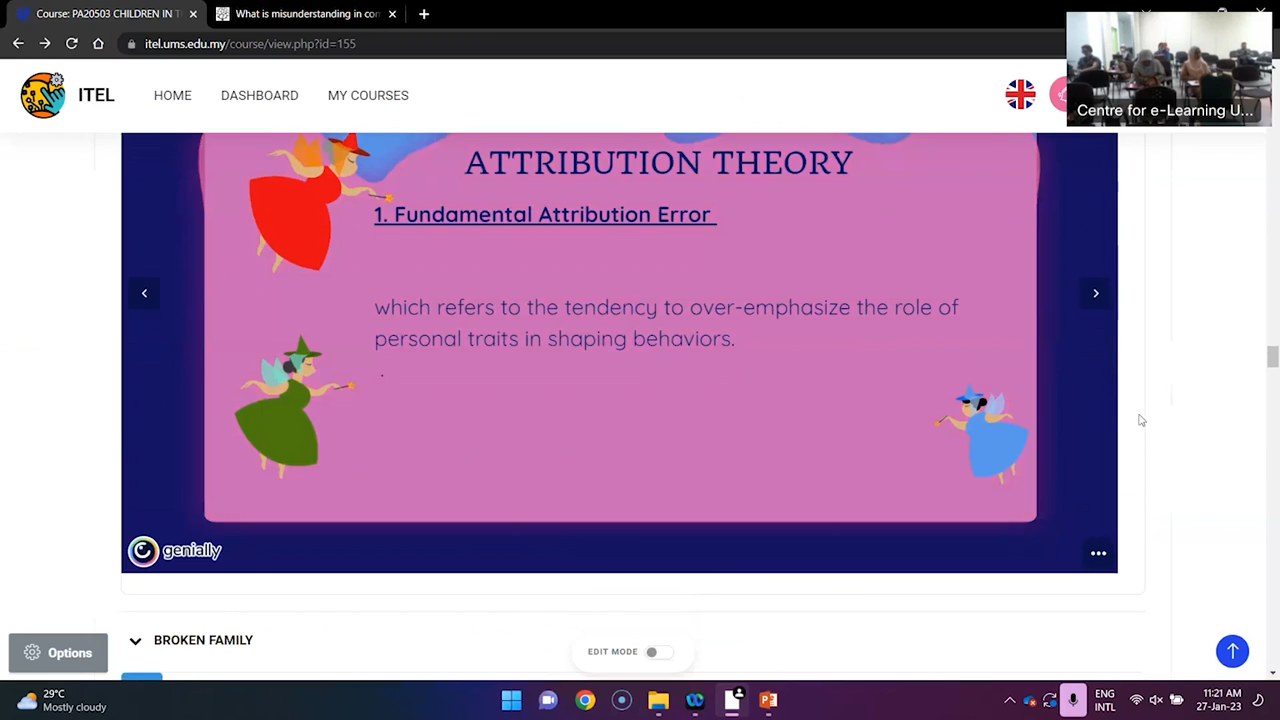 Course: PA20503 CHILDREN IN T
What is misunderstanding in con
itel.ums.edu.my/course/view.php?id=155
ITEL
HOME
DASHBOARD
MY COURSES
Centre for e-Learning U...
ATTRIBUTION THEORY
1. Fundamental Attribution Error
which refers to the tendency to over-emphasize the role of
personal traits in shaping behaviors.
.
genially
BROKEN FAMILY
Options
EDIT MODE
29°C
Mostly cloudy
ENG
INTL
11:21 AM
27-Jan-23